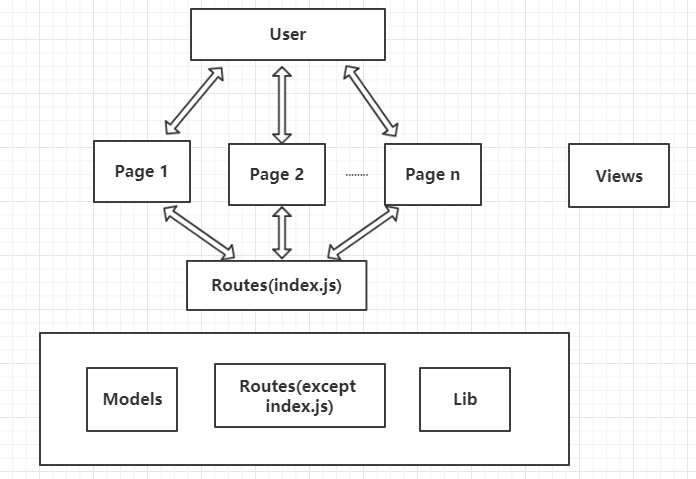 User
Page 1
Page 2
........
Page n
Views
Routes(index.js)
Models
Routes(except
index.js)
Lib